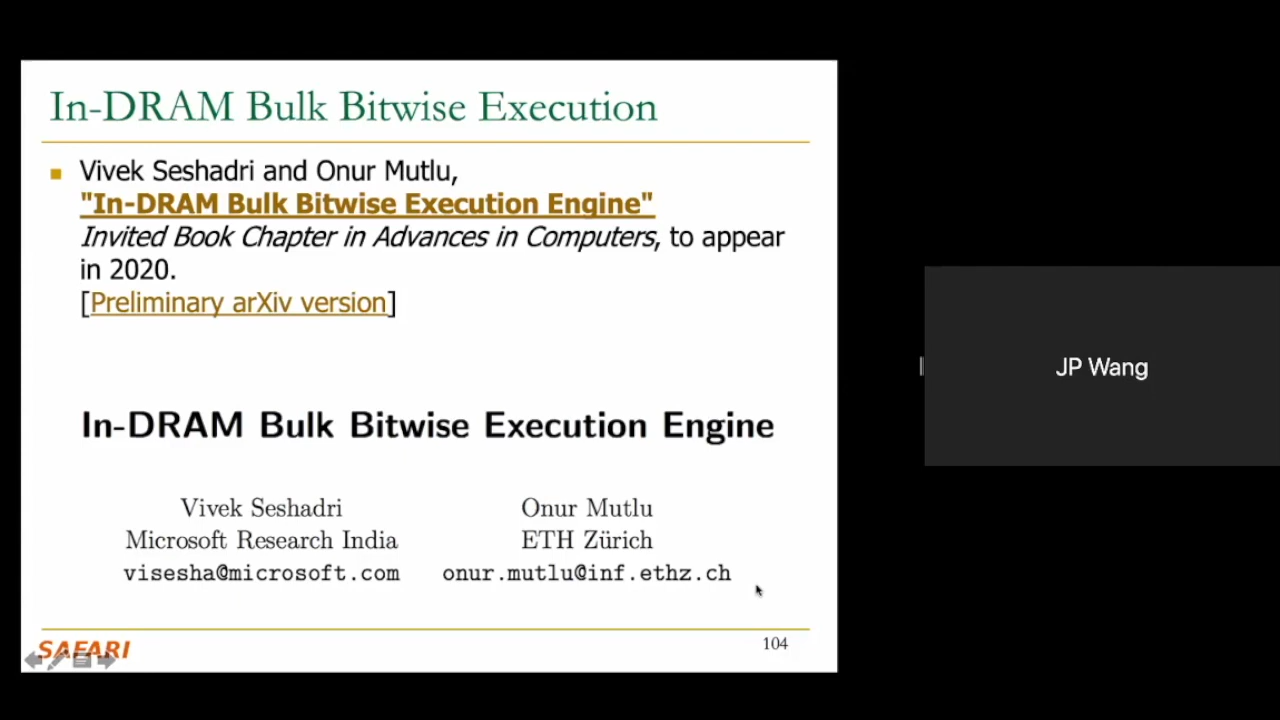 In-DRAM Bulk Bitwise Execution
Vivek Seshadri and Onur Mutlu,
"In-DRAM Bulk Bitwise Execution Engine"
Invited Book Chapter in Advances in Computers, to appear
in 2020.
[Preliminary arXiv version]
In-DRAM Bulk Bitwise Execution Engine
Vivek Seshadri
Microsoft Research India
visesha@microsoft.com
Onur Mutlu
ETH Zürich
onur.mutlu@inf.ethz.ch
SAFARI
104
JP Wang